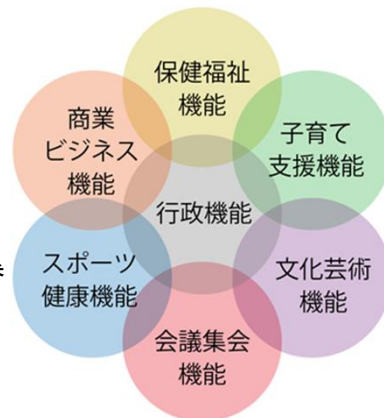 保健福祉
機能
商業
ビジネス
機能
子育て
支援機能
行政機能
スポーツ
健康機能
文化芸術
機能
会議集会
機能